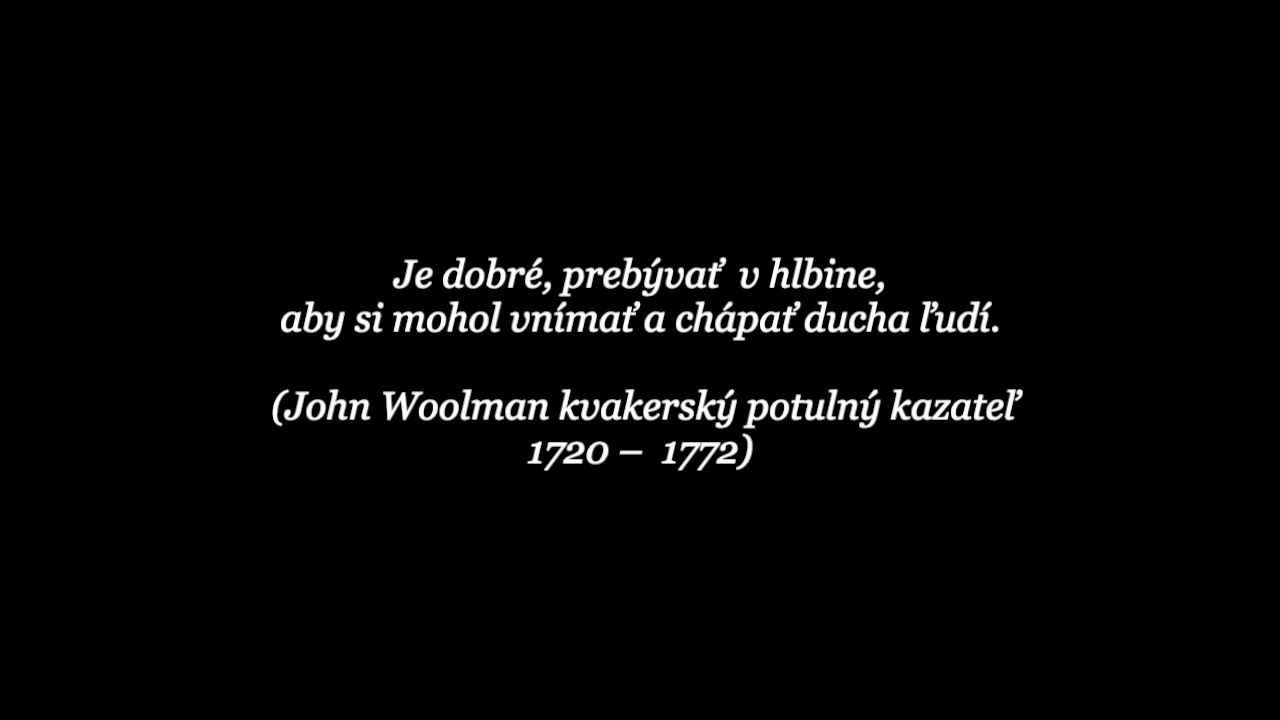 Je dobré, prebývať  v hlbine,
aby si mohol vnímať a chápať ducha ľudí.
(John Woolman kvakerský potulný kazateľ
1720 –  1772)